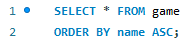 1 SELECT * FROM game
2 ORDER BY name ASC;